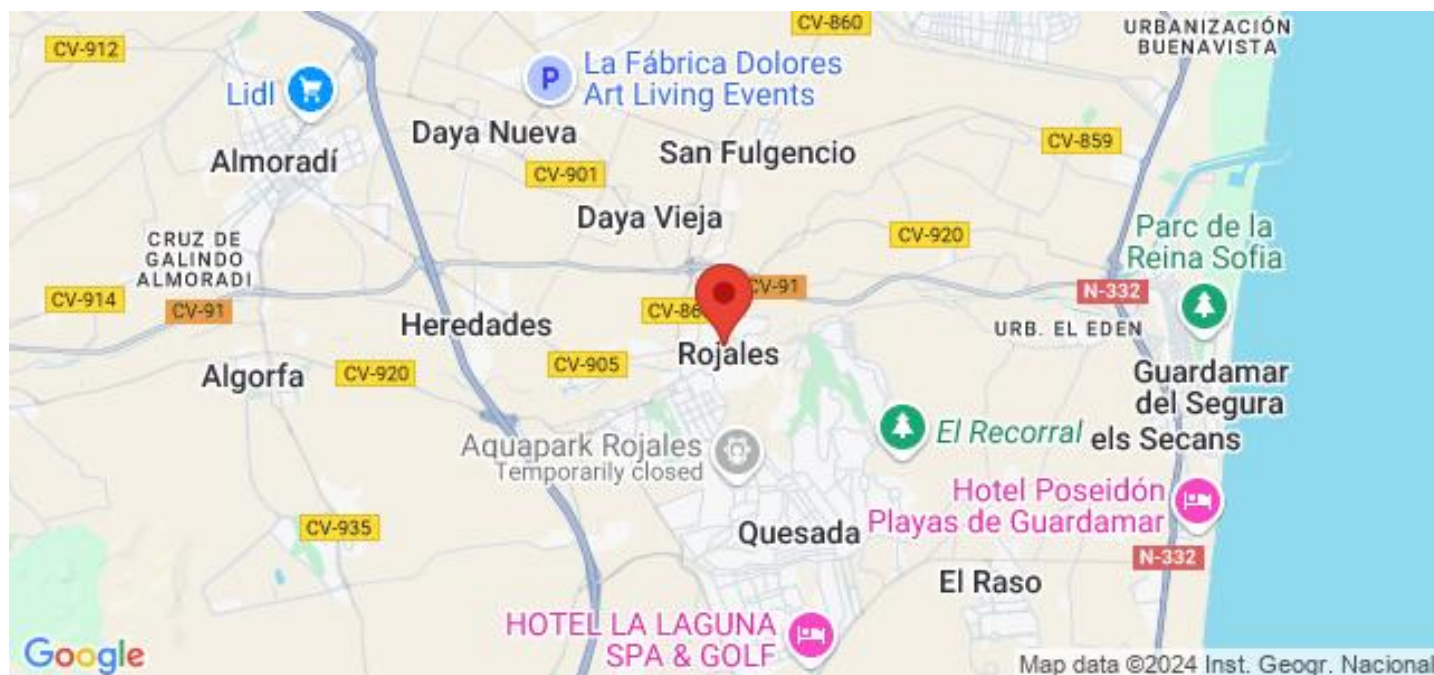 CV-860
URBANIZACIÓN
BUENAVISTA
CV-912
La Fábrica Dolores
Art Living Events
Lidl
P
Daya Nueva
San Fulgencio
CV-859
Almoradí
CV-901
Daya Vieja
CV-920
Parc de la
Reina Sofia
CRUZ DE
GALINDO
ALMORADI
CV-914
CV-91
CV-91
N-332
CV-86
Heredades
URB. EL EDEN
Rojales
CV-905
Algorfa
CV-920
Guardamar
del Segura
El Recorral
els Secans
Aquapark Rojales
Temporarily closed
Hotel Poseidón
Playas de Guardamar
CV-935
Quesada
N-332
El Raso
HOTEL LA LAGUNA
SPA & GOLF
Google
Map data ©2024 Inst. Geogr. Nacional